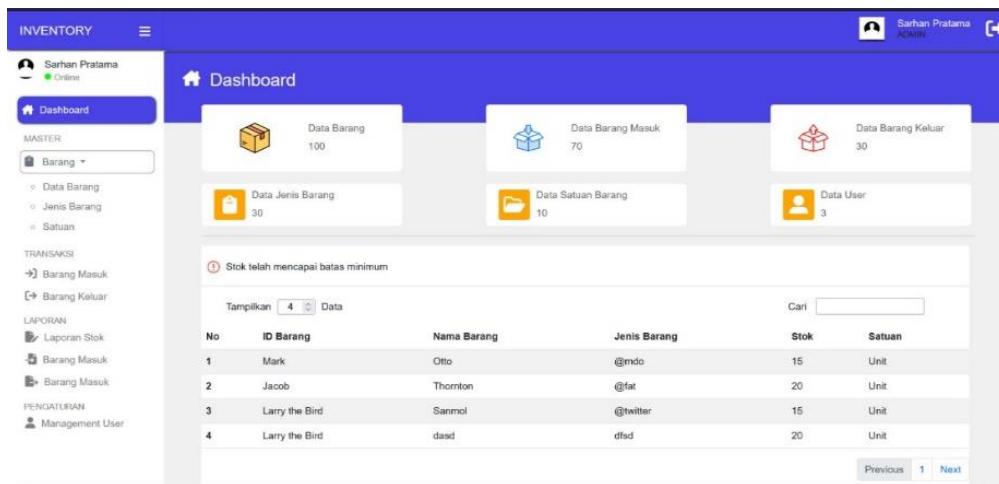 INVENTORY
Sarhan Pratama
ADMIN
Sarhan Pratama
Online
Dashboard
MASTER
Barang
Data Barang
Jenis Barang
Satuan
TRANSAKSI
Barang Masuk
Barang Keluar
LAPORAN
Laporan Stok
Barang Masuk
Barang Masuk
PENGATURAN
Management User
Dashboard
Data Barang
100
Data Barang Masuk
70
Data Barang Keluar
30
Data Jenis Barang
30
Data Satuan Barang
10
Data User
3
Stok telah mencapai batas minimum
Tampilkan 4 Data Cari
No ID Barang Nama Barang Jenis Barang Stok Satuan
1 Mark Otto @mdo 15 Unit
2 Jacob Thornton @fat 20 Unit
3 Larry the Bird Sanmol @twitter 15 Unit
4 Larry the Bird dasd dfsd 20 Unit
Previous 1 Next